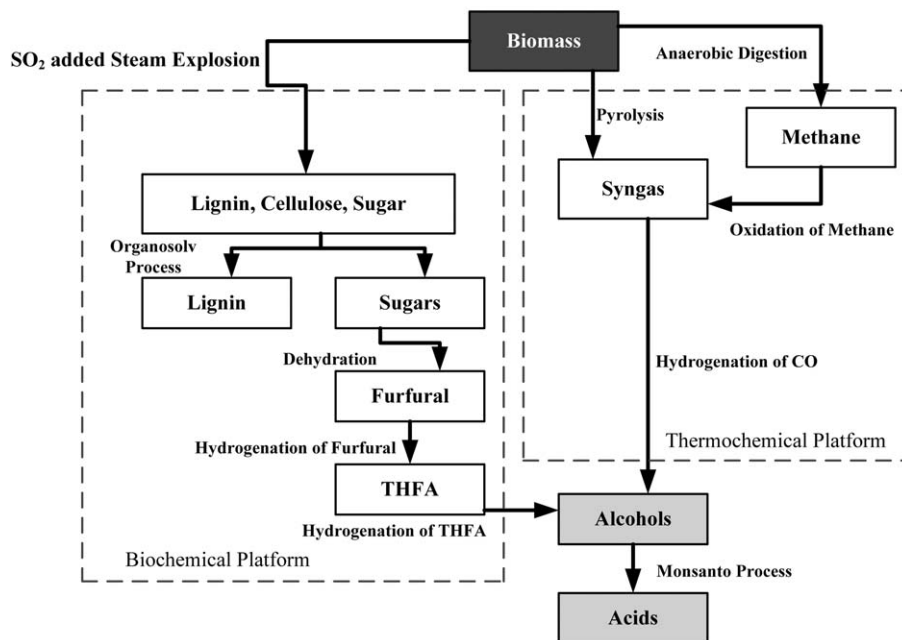 Biomass
SO₂ added Steam Explosion
Anaerobic Digestion
Pyrolysis
Methane
Syngas
Lignin, Cellulose, Sugar
Oxidation of Methane
Organosolv
Process
Lignin
Sugars
Dehydration
Hydrogenation of CO
Furfural
Hydrogenation of Furfural
Thermochemical Platform
THFA
Hydrogenation of THFA
Alcohols
Biochemical Platform
Monsanto Process
Acids